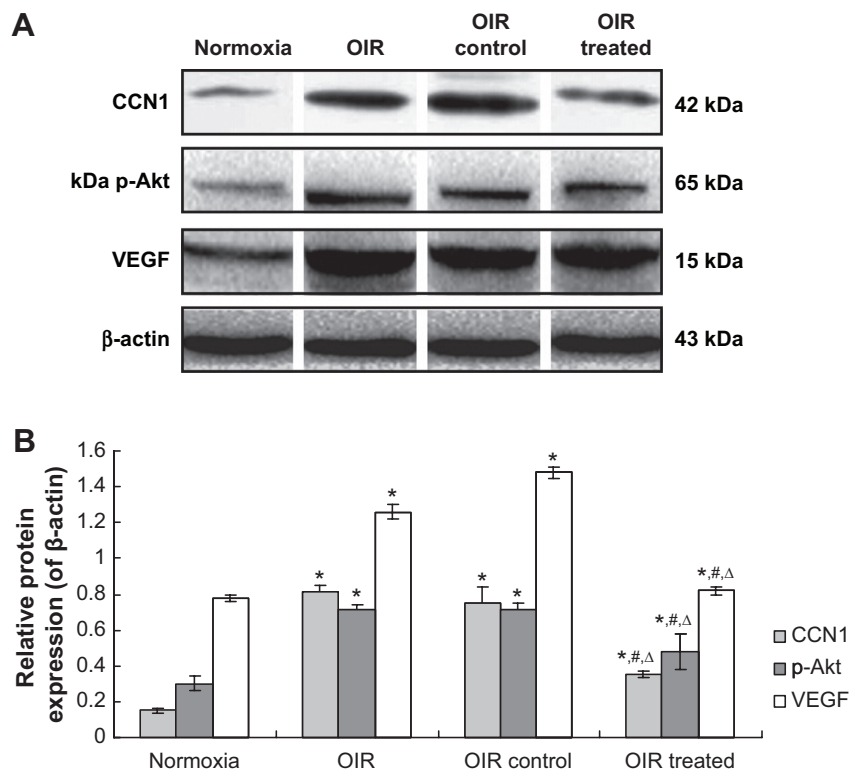 A
Normoxia OIR OIR control OIR treated
CCN1 42 kDa
kDa p-Akt 65 kDa
VEGF 15 kDa
β-actin 43 kDa
B
Relative protein
expression (of β-actin)
1.6
1.4
1.2
1
0.8
0.6
0.4
0.2
0
* * *
* * *
*,#,Δ *,#,Δ *,#,Δ
Normoxia OIR OIR control OIR treated
CCN1
p-Akt
VEGF